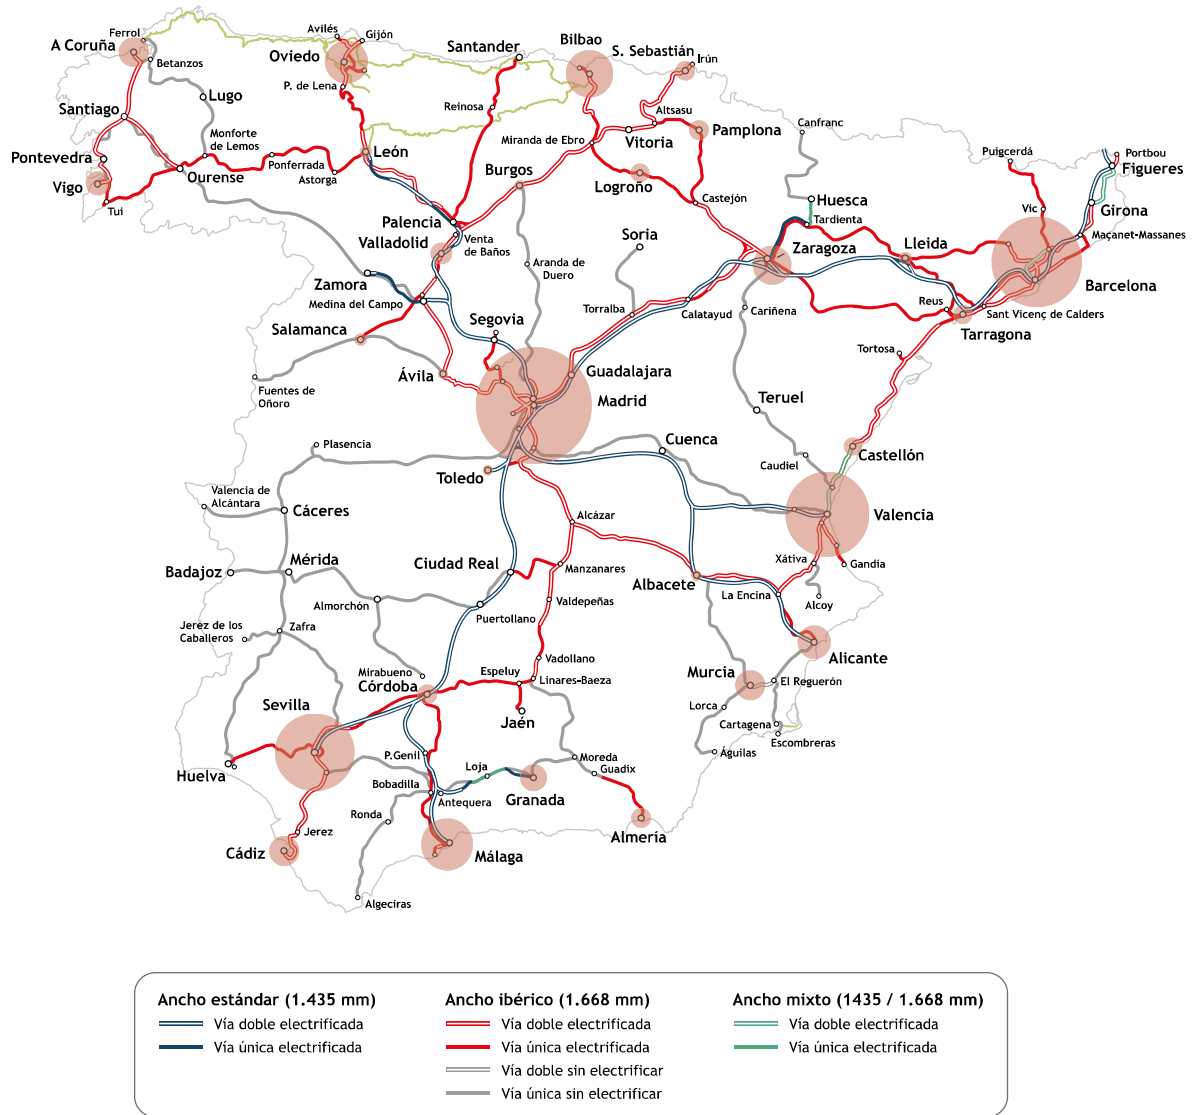 Ferrol
A Coruña
Betanzos
Avilés
Gijón
Oviedo
P. de Lena
Santander
Bilbao
S. Sebastián
Irún
Lugo
Santiago
Reinosa
Altsasu
Pamplona
Canfranc
Monforte
de Lemos
Miranda de Ebro
Vitoria
Puigcerdá
Portbou
Figueres
Pontevedra
Ponferrada
León
Vigo
Ourense
Astorga
Burgos
Logroño
Castejón
Huesca
Tardienta
Vic
Girona
Tui
Palencia
Valladolid
Venta
de Baños
Soria
Zaragoza
Lleida
Maçanet-Massanes
Aranda de
Duero
Zamora
Medina del Campo
Barcelona
Segovia
Torralba
Calatayud
Cariñena
Reus
Sant Vicenç de Calders
Salamanca
Tarragona
Tortosa
Ávila
Guadalajara
Fuentes de
Oñoro
Madrid
Teruel
Plasencia
Cuenca
Castellón
Caudiel
Toledo
Valencia de
Alcántara
Cáceres
Alcázar
Valencia
Mérida
Ciudad Real
Xátiva
Gandía
Badajoz
Manzanares
Albacete
La Encina
Almorchón
Valdepeñas
Alcoy
Jerez de los
Caballeros
Zafra
Puertollano
Vadollano
Alicante
Mirabueno
Espeluy
Murcia
Córdoba
Linares-Baeza
El Reguerón
Sevilla
Lorca
Jaén
Cartagena
Escombreras
P.Genil
Moreda
Águilas
Huelva
Loja
Guadix
Bobadilla
Antequera
Granada
Ronda
Jerez
Almería
Cádiz
Málaga
Algeciras
Ancho estándar (1.435 mm)
Vía doble electrificada
Vía única electrificada
Ancho ibérico (1.668 mm)
Vía doble electrificada
Vía única electrificada
Vía doble sin electrificar
Vía única sin electrificar
Ancho mixto (1435 / 1.668 mm)
Vía doble electrificada
Vía única electrificada